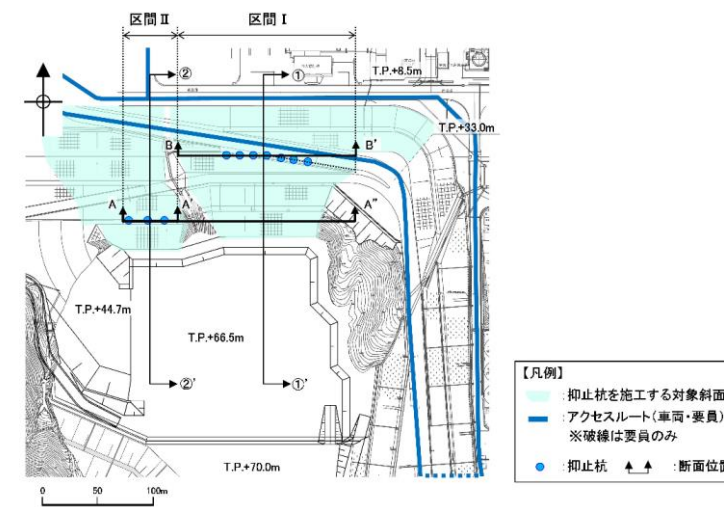 区間Ⅱ 区間Ⅰ
② ①
T.P.+8.5m
T.P.+33.0m
B B'
A A' A"
T.P.+44.7m
T.P.+66.5m
②' ①'
T.P.+70.0m
0 50 100m
【凡例】
:抑止杭を施工する対象斜面
:アクセスルート(車両・要員)
※破線は要員のみ
:抑止杭 :断面位置